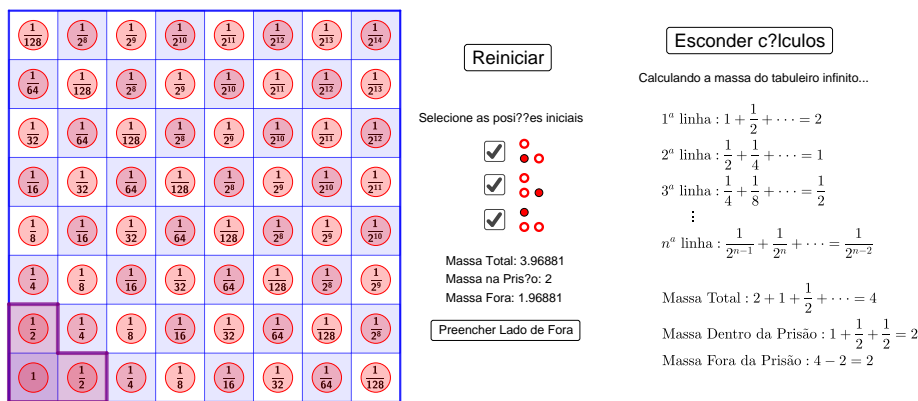 1/128 1/2^8 1/2^9 1/2^10 1/2^11 1/2^12 1/2^13 1/2^14
1/64 1/128 1/2^8 1/2^9 1/2^10 1/2^11 1/2^12 1/2^13
1/32 1/64 1/128 1/2^8 1/2^9 1/2^10 1/2^11 1/2^12
1/16 1/32 1/64 1/128 1/2^8 1/2^9 1/2^10 1/2^11
1/8 1/16 1/32 1/64 1/128 1/2^8 1/2^9 1/2^10
1/4 1/8 1/16 1/32 1/64 1/128 1/2^8 1/2^9
1/2 1/4 1/8 1/16 1/32 1/64 1/128 1/2^8
1 1/2 1/4 1/8 1/16 1/32 1/64 1/128
Reiniciar
Selecione as posi??es iniciais
Massa Total: 3.96881
Massa na Pris?o: 2
Massa Fora: 1.96881
Preencher Lado de Fora
Esconder c?lculos
Calculando a massa do tabuleiro infinito...
1ª linha : 1 + 1/2 + · · · = 2
2ª linha : 1/2 + 1/4 + · · · = 1
3ª linha : 1/4 + 1/8 + · · · = 1/2
⋮
nª linha : 1/2^(n−1) + 1/2^n + · · · = 1/2^(n−2)
Massa Total : 2 + 1 + 1/2 + · · · = 4
Massa Dentro da Prisão : 1 + 1/2 + 1/2 = 2
Massa Fora da Prisão : 4 − 2 = 2